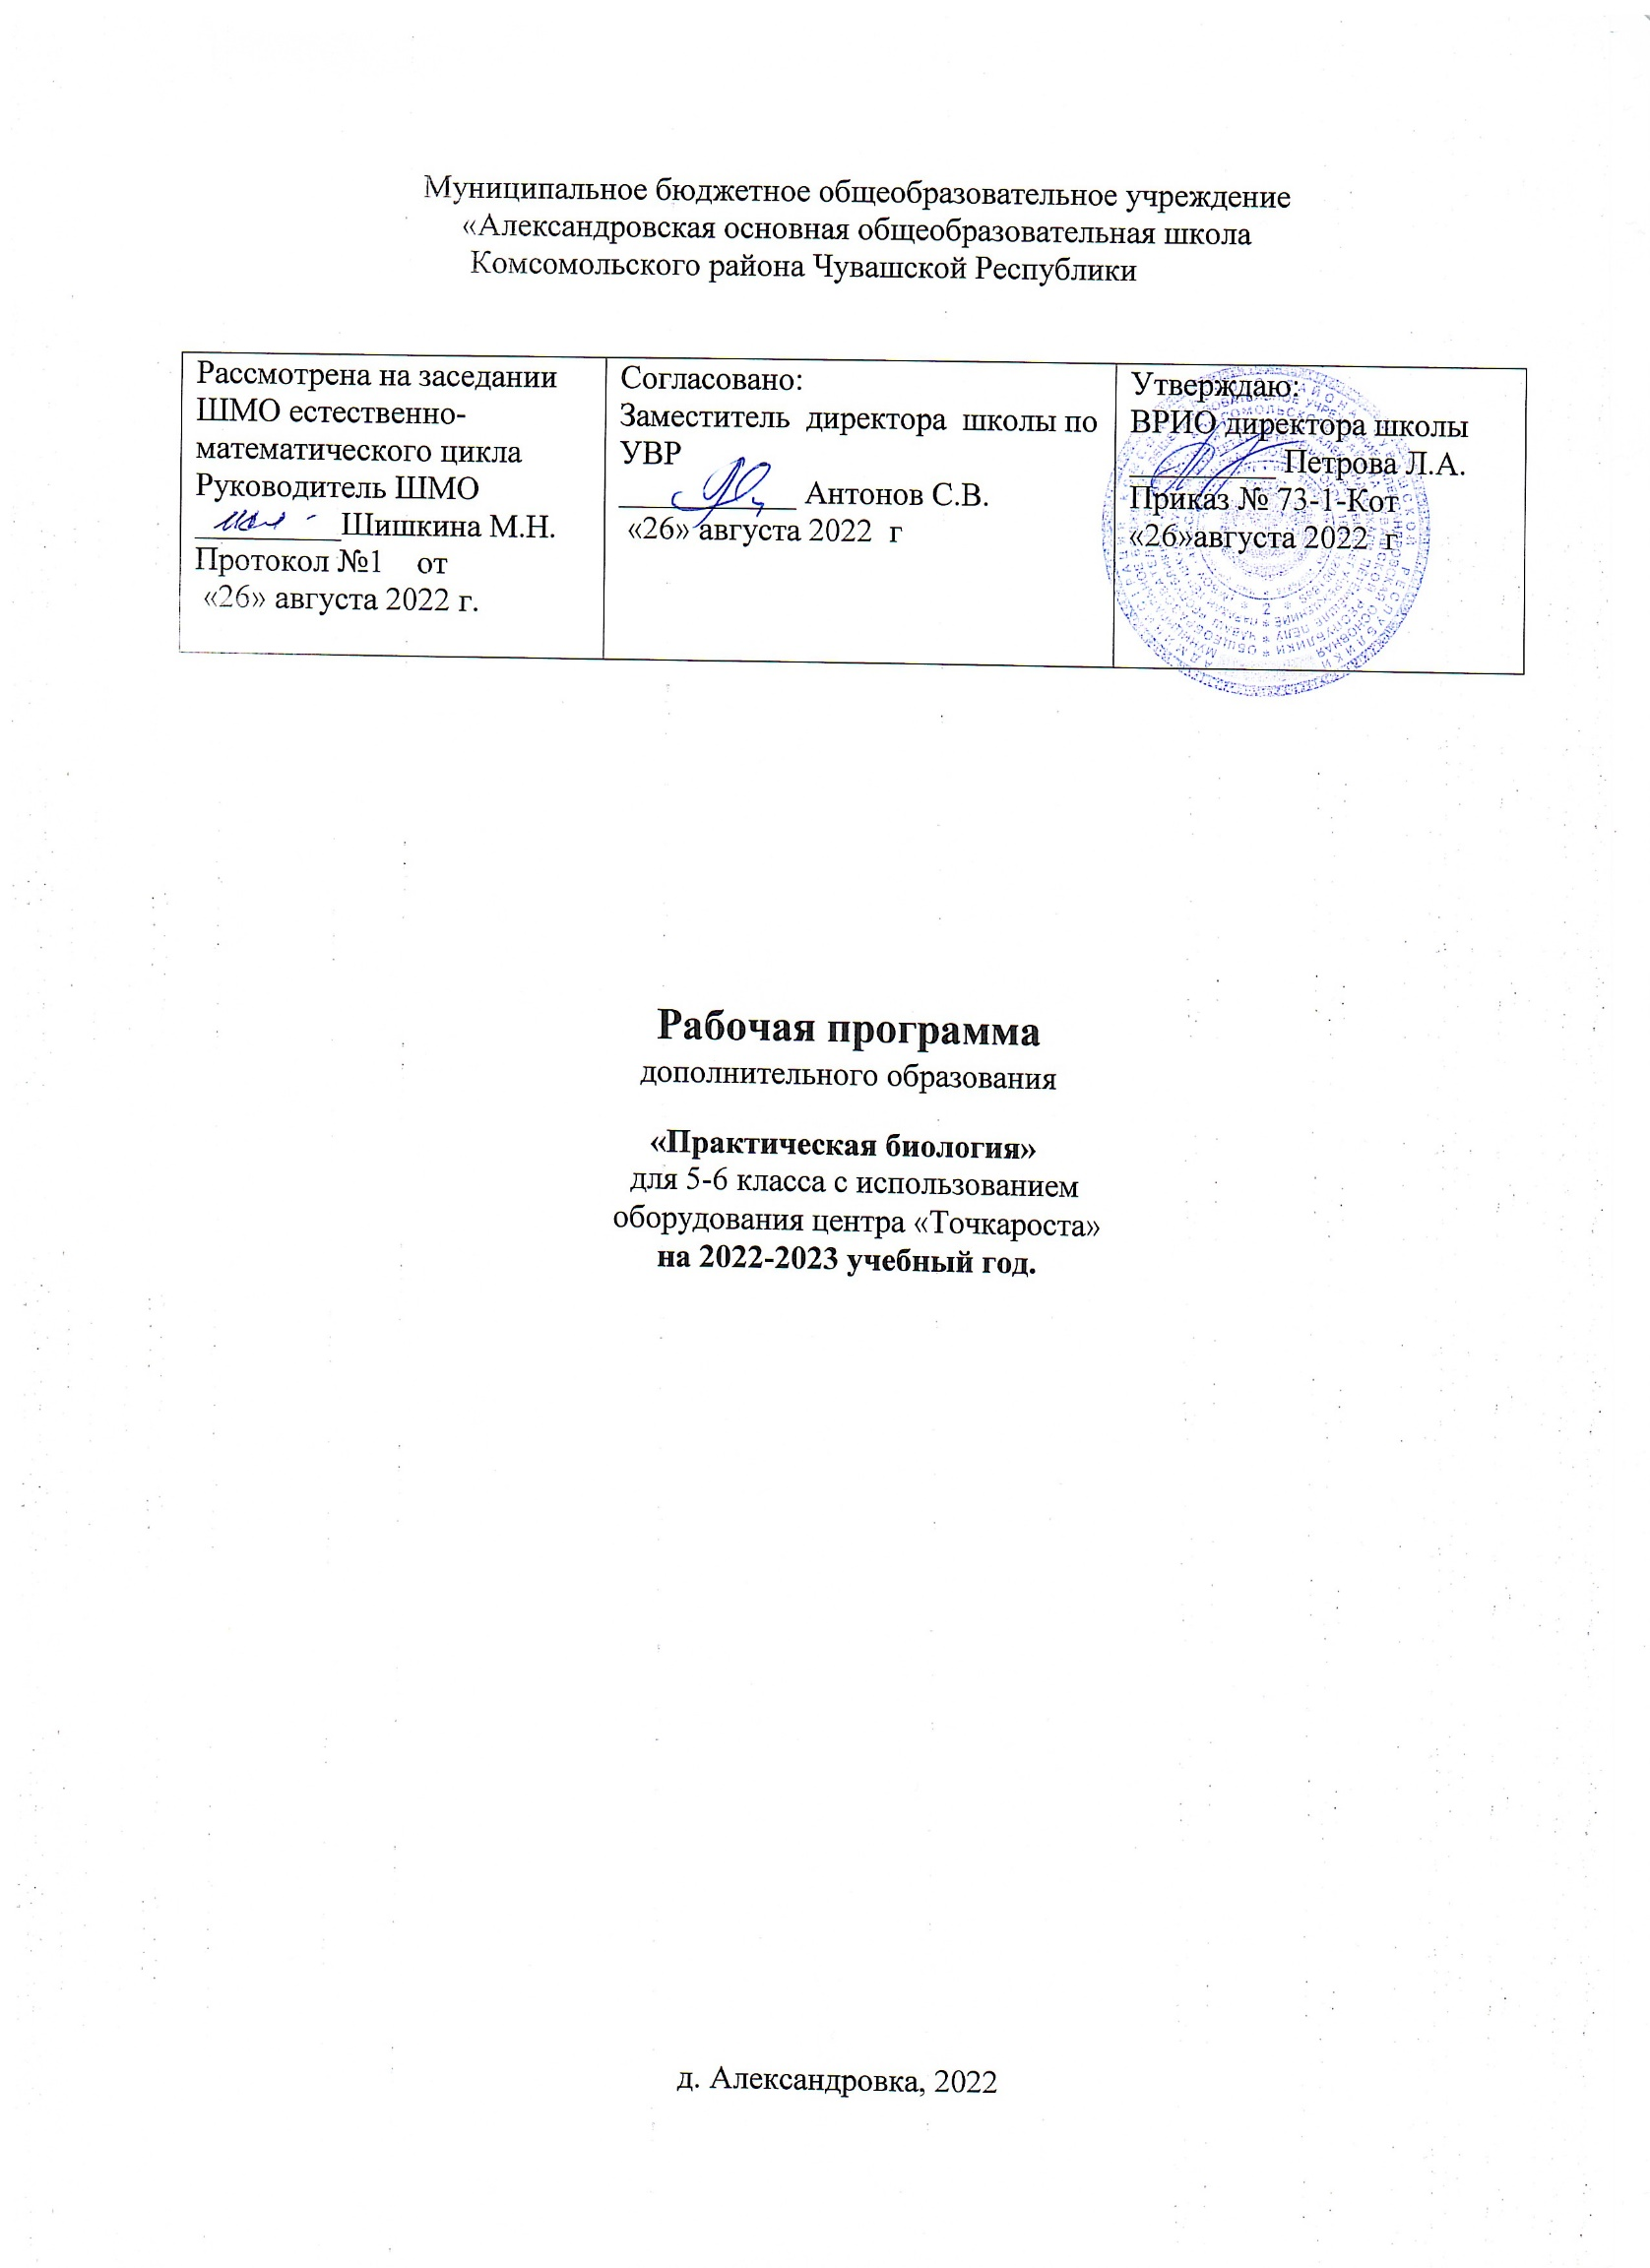 Муниципальное бюджетное общеобразовательное учреждение
«Александровская основная общеобразовательная школа
Комсомольского района Чувашской Республики
Рассмотрена на заседании
ШМО естественно-
математического цикла
Руководитель ШМО
__________Шишкина М.Н.
Протокол №1 от
«26» августа 2022 г.
Согласовано:
Заместитель директора школы по
УВР
____________ Антонов С.В.
«26» августа 2022 г
Утверждаю:
ВРИО директора школы
__________Петрова Л.А.
Приказ № 73-1-Кот
«26»августа 2022 г
Рабочая программа
дополнительного образования
«Практическая биология»
для 5-6 класса с использованием
оборудования центра «Точкароста»
на 2022-2023 учебный год.
д. Александровка, 2022